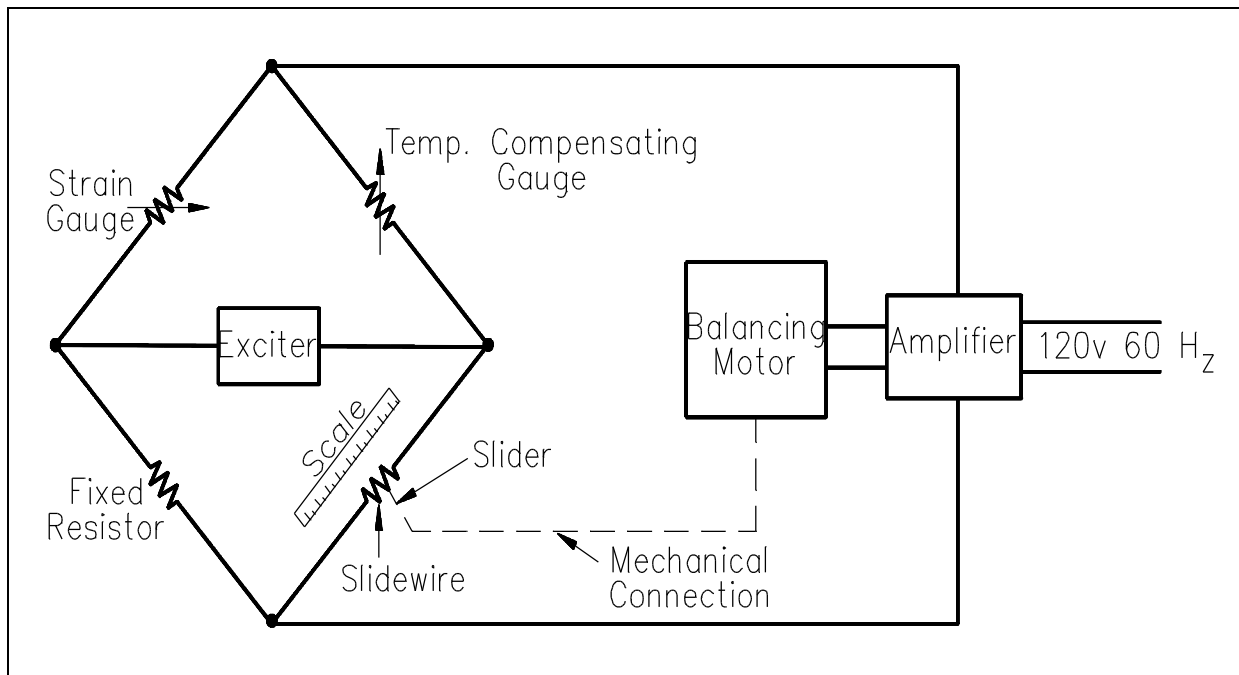 Temp. Compensating
Gauge
Strain
Gauge
Exciter
Balancing
Motor
Amplifier
120v 60 Hz
Scale
Slider
Fixed
Resistor
Slidewire
Mechanical
Connection